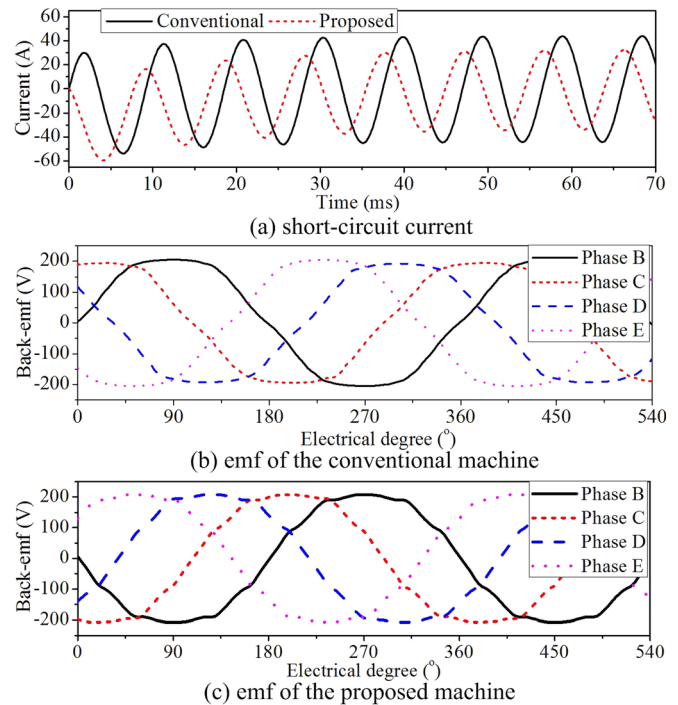 60
40
20
0
-20
-40
-60
Current (A)
Conventional
Proposed
0 10 20 30 40 50 60 70
Time (ms)
(a) short-circuit current
200
100
0
-100
-200
Back-emf (V)
Phase B
Phase C
Phase D
Phase E
0 90 180 270 360 450 540
Electrical degree (°)
(b) emf of the conventional machine
200
100
0
-100
-200
Back-emf (V)
Phase B
Phase C
Phase D
Phase E
0 90 180 270 360 450 540
Electrical degree (°)
(c) emf of the proposed machine